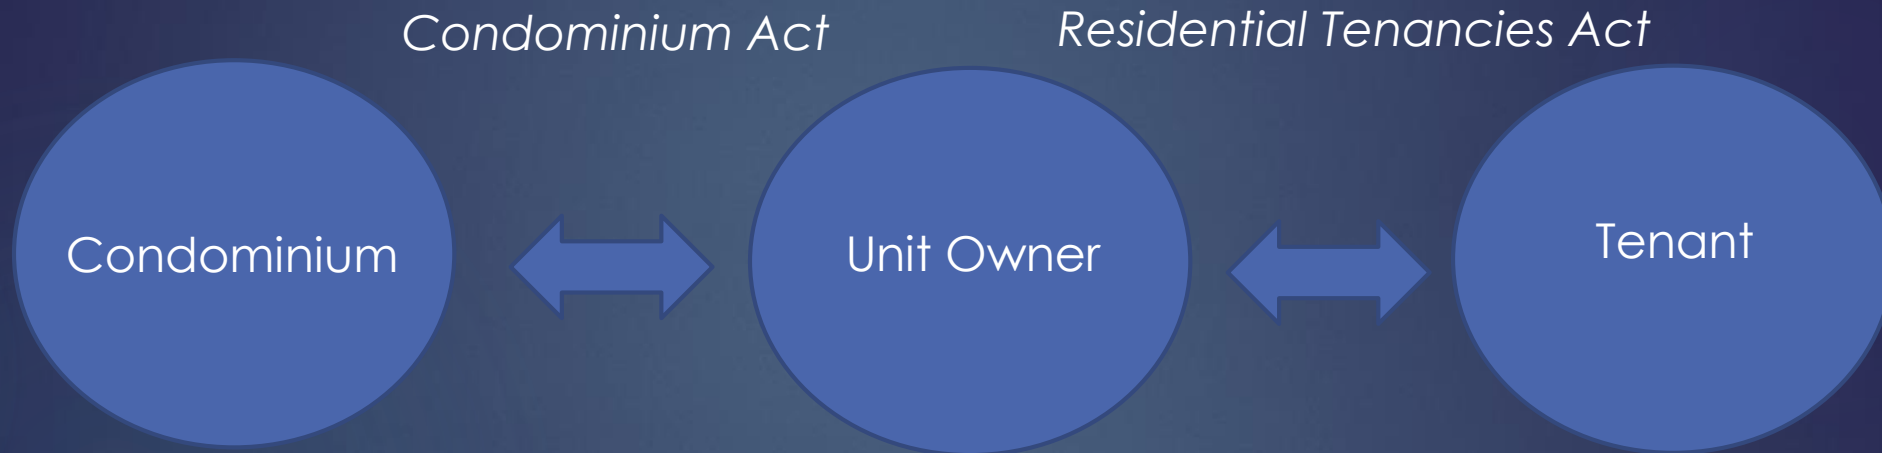 Condominium Act
Residential Tenancies Act
Condominium
Unit Owner
Tenant